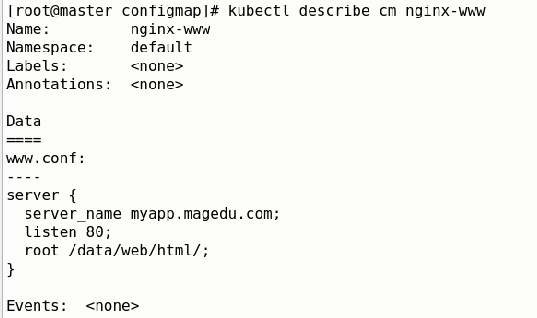 [root@master configmap]# kubectl describe cm nginx-www
Name:         nginx-www
Namespace:    default
Labels:       <none>
Annotations:  <none>

Data
====
www.conf:
----
server {
  server_name myapp.magedu.com;
  listen 80;
  root /data/web/html/;
}

Events:  <none>